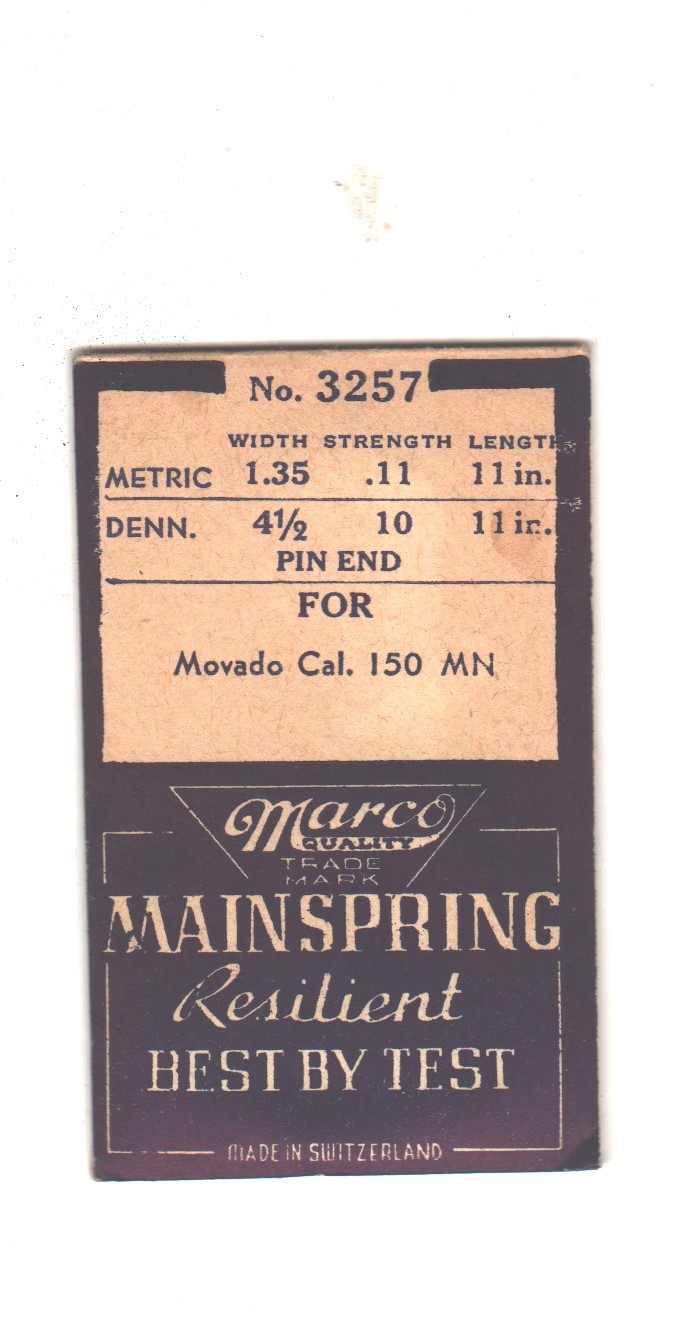 No. 3257
WIDTH STRENGTH LENGTH
METRIC 1.35 .11 11 in.
DENN. 4½ 10 11 in.
PIN END
FOR
Movado Cal. 150 MN
Marco
QUALITY
TRADE
MARK
MAINSPRING
Resilient
BEST BY TEST
MADE IN SWITZERLAND